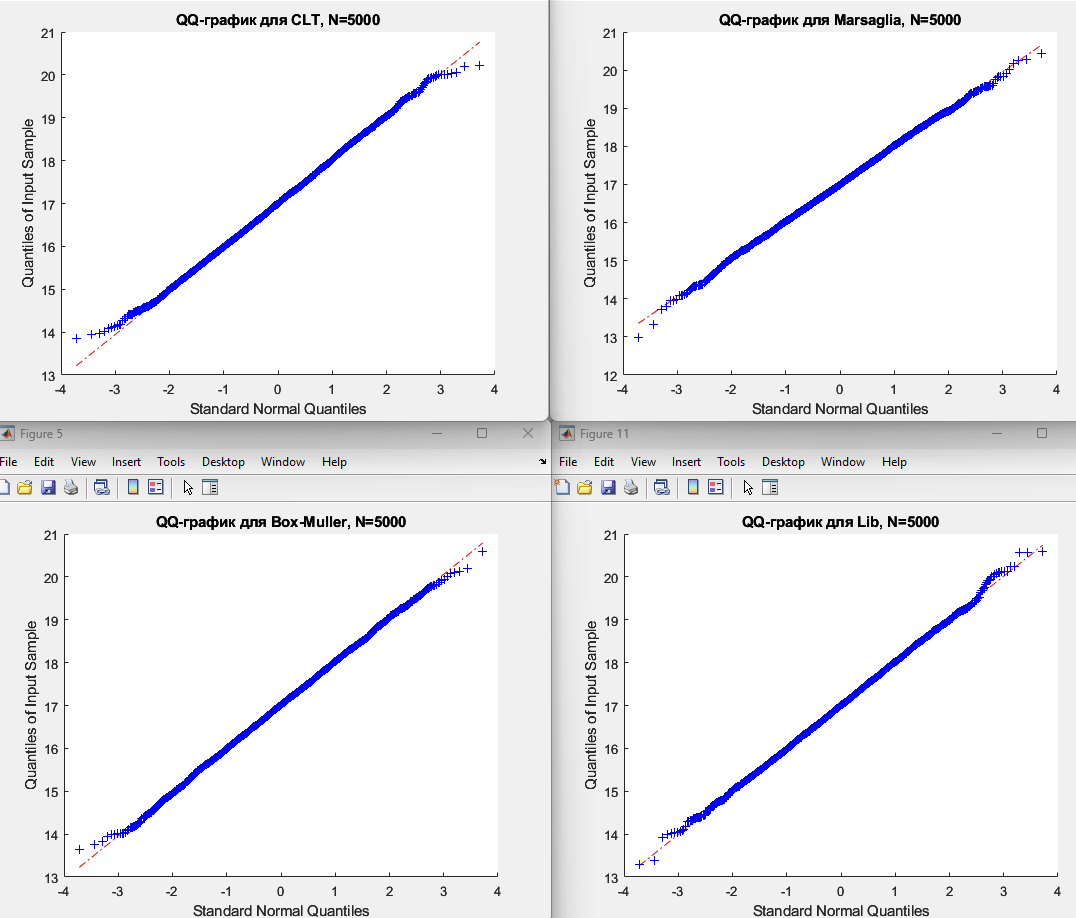 QQ-график для CLT, N=5000
Quantiles of Input Sample
21
20
19
18
17
16
15
14
13
-4 -3 -2 -1 0 1 2 3 4
Standard Normal Quantiles
QQ-график для Marsaglia, N=5000
Quantiles of Input Sample
21
20
19
18
17
16
15
14
13
12
-4 -3 -2 -1 0 1 2 3 4
Standard Normal Quantiles
Figure 5
File Edit View Insert Tools Desktop Window Help
QQ-график для Box-Muller, N=5000
Quantiles of Input Sample
21
20
19
18
17
16
15
14
13
-4 -3 -2 -1 0 1 2 3 4
Standard Normal Quantiles
Figure 11
File Edit View Insert Tools Desktop Window Help
QQ-график для Lib, N=5000
Quantiles of Input Sample
21
20
19
18
17
16
15
14
13
-4 -3 -2 -1 0 1 2 3 4
Standard Normal Quantiles